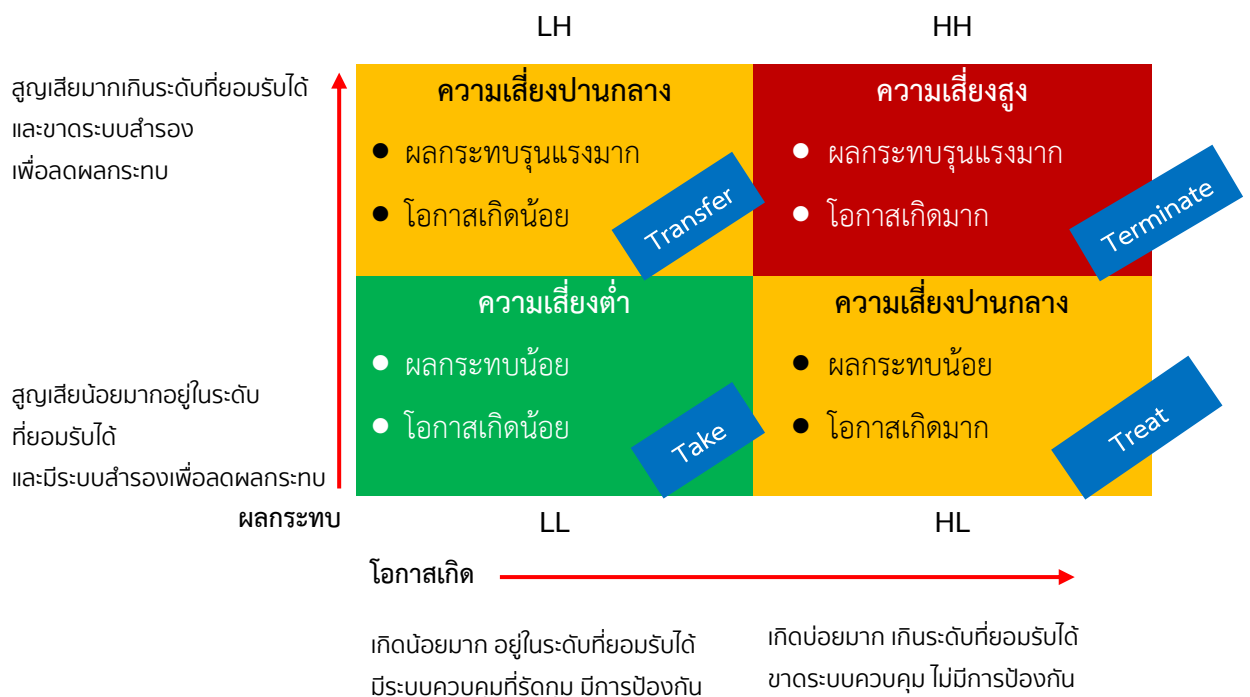 LH
HH
สูญเสียมากเกินระดับที่ยอมรับได้
และขาดระบบสำรอง
เพื่อลดผลกระทบ
ความเสี่ยงปานกลาง
● ผลกระทบรุนแรงมาก
● โอกาสเกิดน้อย
Transfer
ความเสี่ยงสูง
● ผลกระทบรุนแรงมาก
● โอกาสเกิดมาก
Terminate
สูญเสียน้อยมากอยู่ในระดับ
ที่ยอมรับได้
และมีระบบสำรองเพื่อลดผลกระทบ
ความเสี่ยงต่ำ
● ผลกระทบน้อย
● โอกาสเกิดน้อย
Take
ความเสี่ยงปานกลาง
● ผลกระทบน้อย
● โอกาสเกิดมาก
Treat
ผลกระทบ
LL
HL
โอกาสเกิด
เกิดน้อยมาก อยู่ในระดับที่ยอมรับได้
มีระบบควบคุมที่รัดกุม มีการป้องกัน
เกิดบ่อยมาก เกินระดับที่ยอมรับได้
ขาดระบบควบคุม ไม่มีการป้องกัน